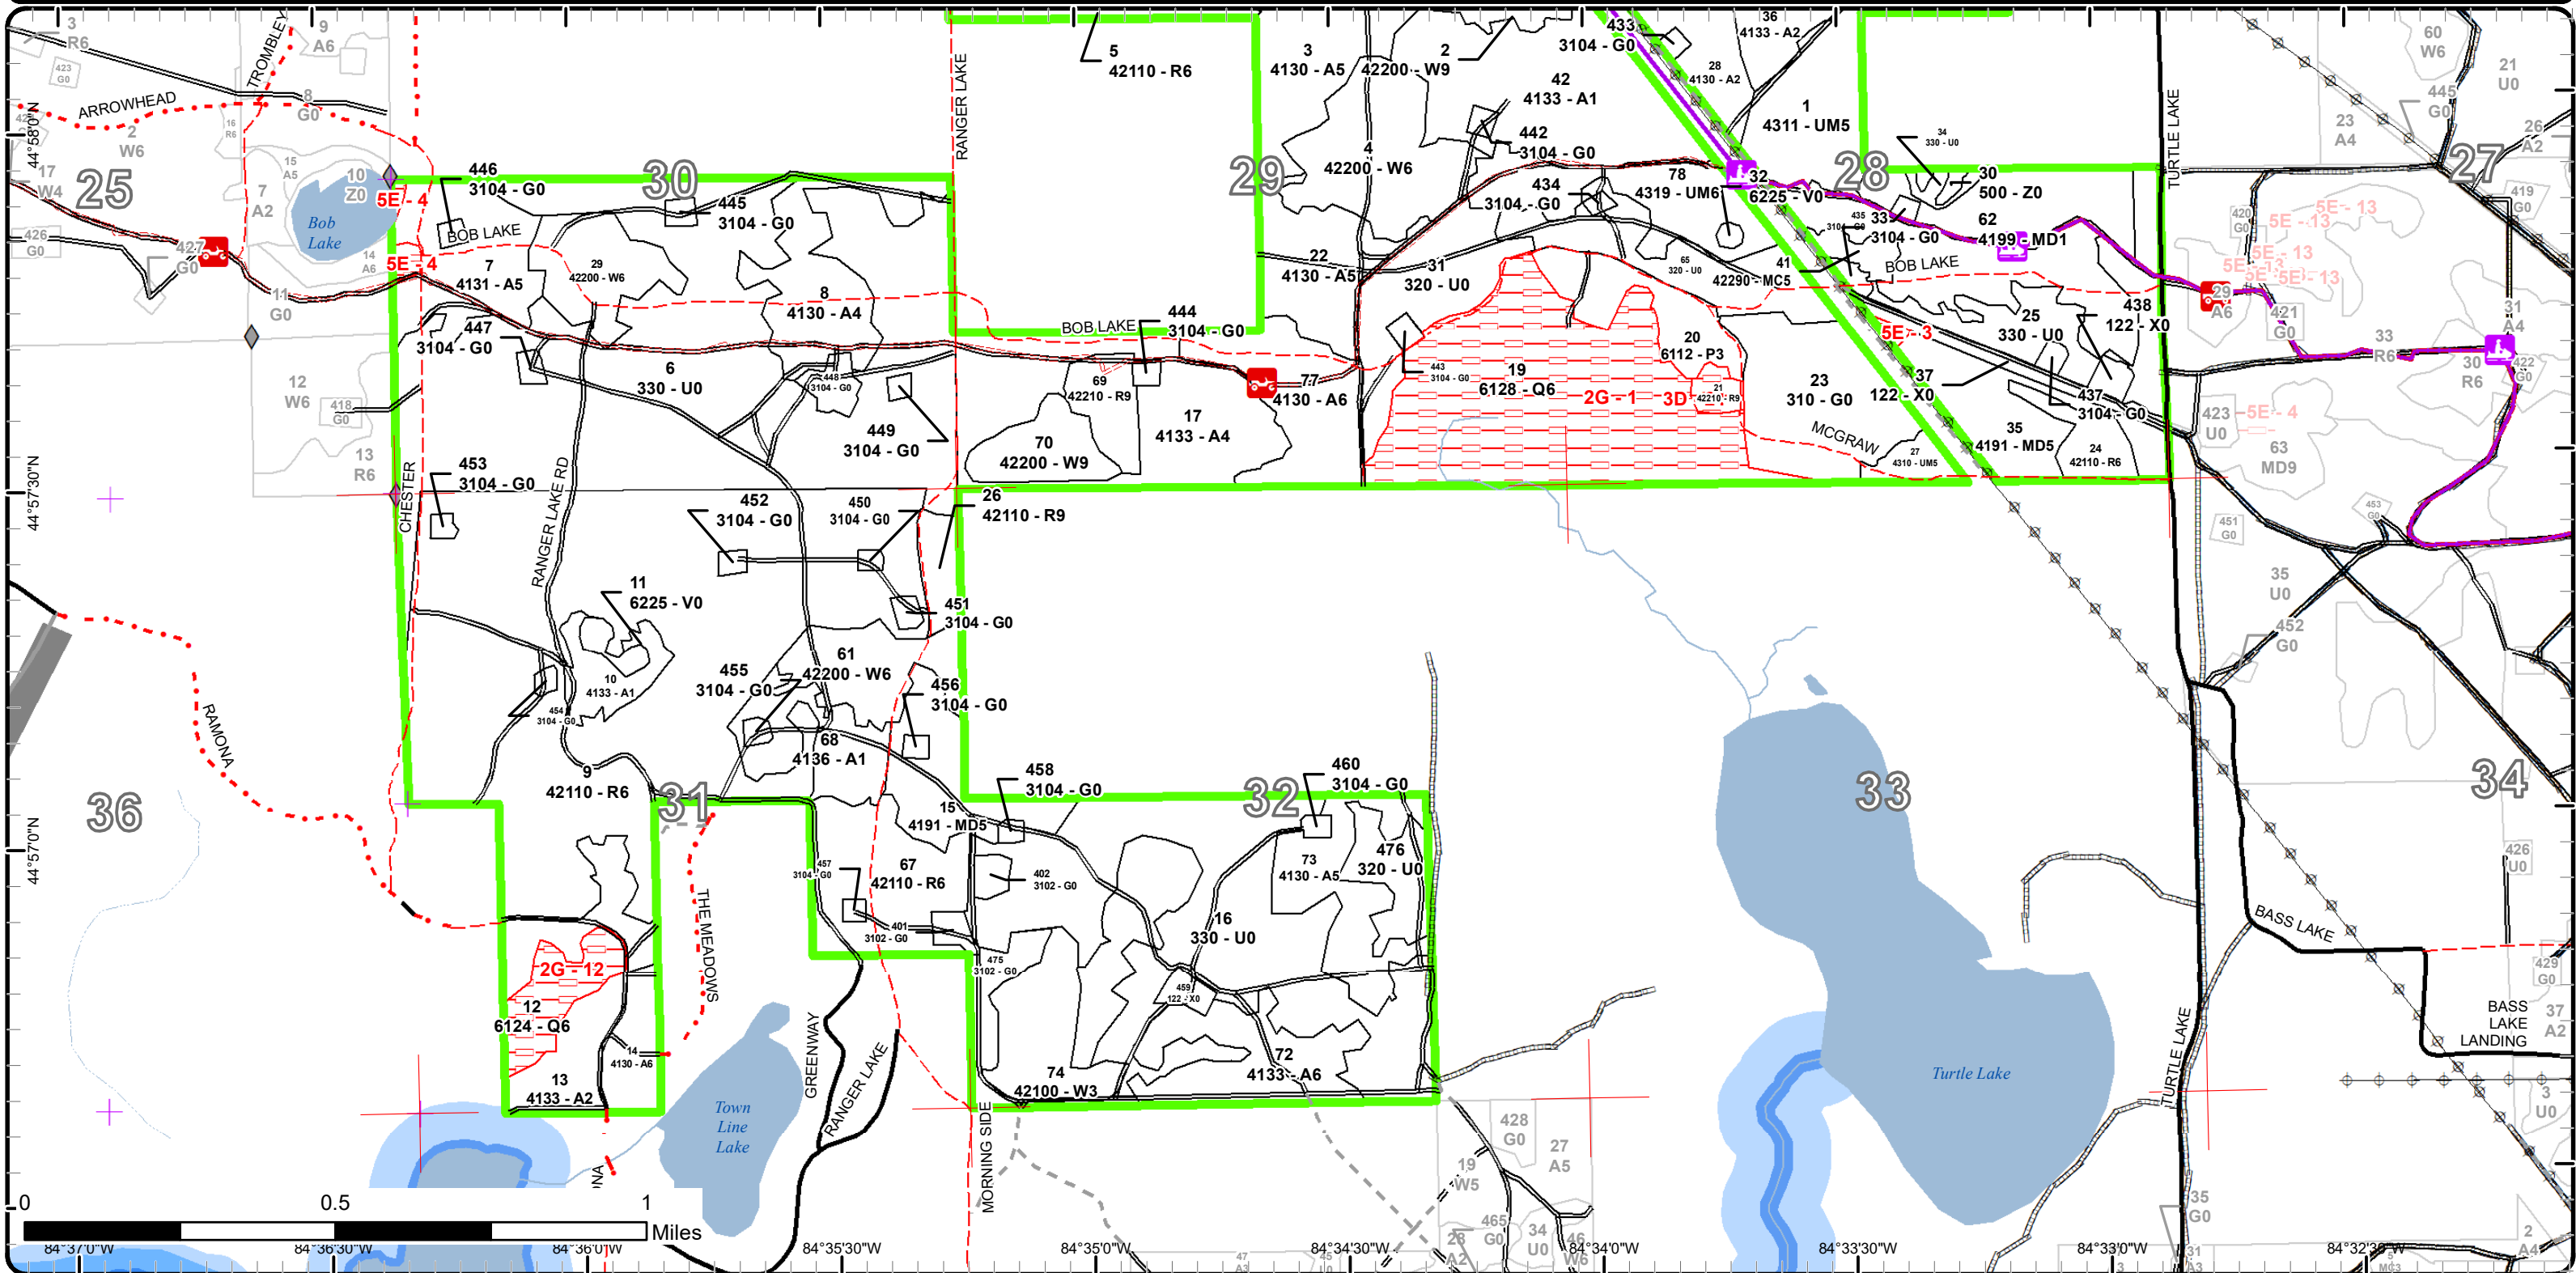 3
R6
TROMBLEY
9
A6
423
G0
ARROWHEAD
8
G0
2
W6
16
R6
15
A5
17
W4
25
10
Z0
7
A2
Bob
Lake
5E - 4
14
A6
5E - 4
426
G0
427
G0
11
G0
12
W6
418
G0
13
R6
44°58'0"N
44°57'30"N
44°57'0"N
RANGER LAKE
5
42110 - R6
3
4130 - A5
2
42200 - W9
433
3104 - G0
36
4133 - A2
28
4130 - A2
42
4133 - A1
1
4311 - UM5
442
3104 - G0
4
42200 - W6
34
330 - U0
TURTLE LAKE
60
W6
21
U0
445
G0
23
A4
26
A2
30
29
28
27
446
3104 - G0
445
3104 - G0
BOB LAKE
7
4131 - A5
29
42200 - W6
8
4130 - A4
434
3104 - G0
78
4319 - UM6
32
6225 - V0
30
500 - Z0
435
3104 - G0
33
3104 - G0
62
4199 - MD1
41
42290 - MC5
BOB LAKE
22
4130 - A5
31
320 - U0
65
320 - U0
419
G0
420
G0
5E - 13
5E - 13
5E - 13
5E - 13
29
A6
421
G0
31
A4
33
R6
30
R6
422
G0
447
3104 - G0
444
3104 - G0
BOB LAKE
6
330 - U0
448
3104 - G0
449
3104 - G0
69
42210 - R9
77
4130 - A6
17
4133 - A4
70
42200 - W9
443
3104 - G0
19
6128 - Q6
2G - 1
3D
20
6112 - P3
21
42210 - R9
5E - 3
25
330 - U0
438
122 - X0
23
310 - G0
37
122 - X0
437
3104 - G0
MCGRAW
27
4310 - UM5
35
4191 - MD5
24
42110 - R6
423
U0
5E - 4
63
MD9
453
G0
451
G0
CHESTER
453
3104 - G0
RANGER LAKE RD
452
3104 - G0
450
3104 - G0
26
42110 - R9
11
6225 - V0
451
3104 - G0
10
4133 - A1
454
3104 - G0
455
3104 - G0
61
42200 - W6
456
3104 - G0
68
4136 - A1
9
42110 - R6
RAMONA
36
31
32
33
34
35
U0
452
G0
458
3104 - G0
460
3104 - G0
15
4191 - MD5
457
3104 - G0
67
42110 - R6
402
3102 - G0
73
4130 - A5
476
320 - U0
401
3102 - G0
475
3102 - G0
16
330 - U0
459
122 - X0
THE MEADOWS
2G - 12
12
6124 - Q6
14
4130 - A6
13
4133 - A2
74
42100 - W3
72
4133 - A6
426
U0
BASS LAKE
429
G0
37
A2
BASS
LAKE
LANDING
3
U0
Town
Line
Lake
GREENWAY
RANGER LAKE
MORNING SIDE
Turtle Lake
TURTLE LAKE
428
G0
27
A5
19
W5
465
G0
34
U0
46
W6
28
A2
35
G0
31
A3
2
A4
47
0
0.5
1
Miles
84°37'0"W
84°36'30"W
84°36'0"W
84°35'30"W
84°35'0"W
84°34'30"W
84°34'0"W
84°33'30"W
84°33'0"W
84°32'30"W